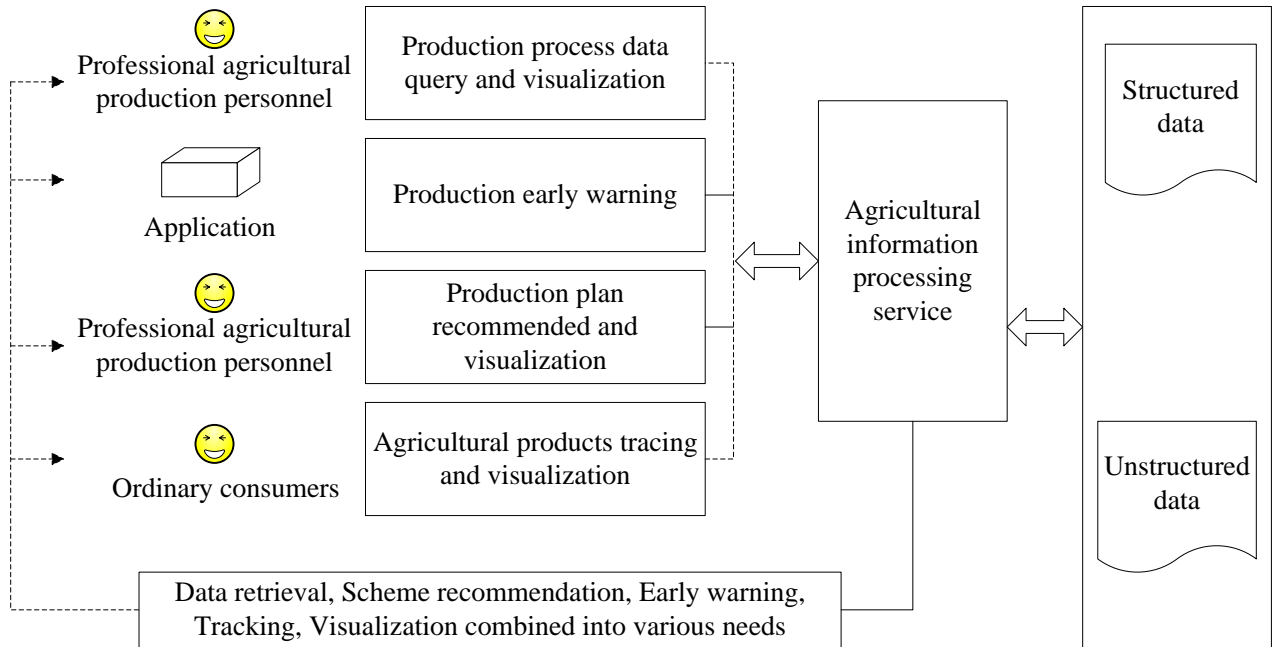 Professional agricultural
production personnel
Production process data
query and visualization
Application
Production early warning
Professional agricultural
production personnel
Production plan
recommended and
visualization
Ordinary consumers
Agricultural products tracing
and visualization
Agricultural
information
processing
service
Structured
data
Unstructured
data
Data retrieval, Scheme recommendation, Early warning,
Tracking, Visualization combined into various needs